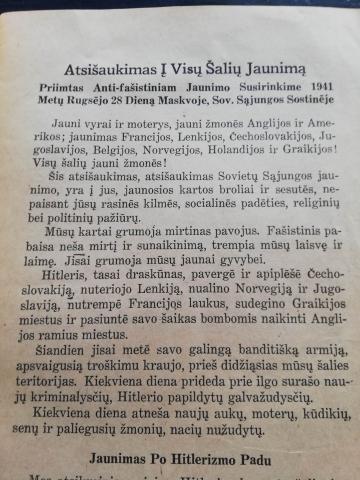 Atsišaukimas Į Visų Šalių Jaunimą
Priimtas Anti-fašistiniam Jaunimo Susirinkime 1941
Metų Rugsėjo 28 Dieną Maskvoje, Sov. Sąjungos Sostinėje
Jauni vyrai ir moterys, jauni žmonės Anglijos ir Ame-
rikos; jaunimas Francijos, Lenkijos, Čechoslovakijos, Ju-
goslavijos, Belgijos, Norvegijos, Holandijos ir Graikijos!
Visų šalių jauni žmonės!
Šis atsišaukimas, atsišaukimas Sovietų Sąjungos jau-
nimo, yra į jus, jaunosios kartos broliai ir sesutės, ne-
paisant jūsų rasinės kilmės, socialinės padėties, religinių
bei politinių pažiūrų.
Mūsų kartai grumoja mirtinas pavojus. Fašistinis pa-
baisa neša mirtį ir sunaikinimą, trempia mūsų laisvę ir
laimę. Jisai grumoja mūsų jaunai gyvybei.
Hitleris, tasai draskūnas, pavergė ir apiplėšė Čecho-
slovakiją, nuteriojo Lenkiją, nualino Norvegiją ir Jugo-
slaviją, nutrempė Francijos laukus, sudegino Graikijos
miestus ir pasiuntė savo šaikas bombomis naikinti Angli-
jos ramius miestus.
Šiandien jisai metė savo galingą banditišką armiją,
apsvaigusią troškimu kraujo, prieš didžiąsias mūsų šalies
teritorijas. Kiekviena diena prideda prie ilgo surašo nau-
jų kriminalysčių, Hitlerio papildytų galvažudysčių.
Kiekviena diena atneša naujų aukų, moterų, kūdikių,
senų ir paliegusių žmonių, nacių nužudytų.
Jaunimas Po Hitlerizmo Padu